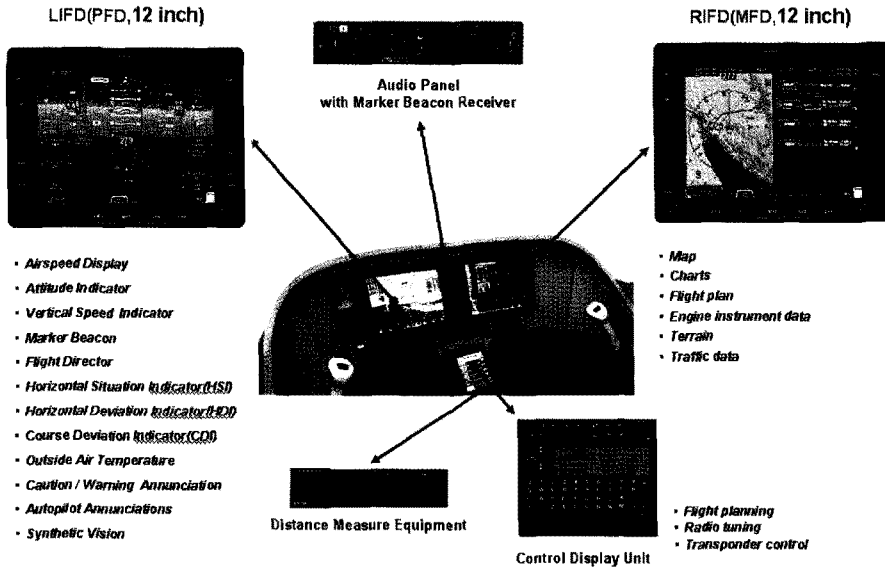 LIFD(PFD,12 inch)
RIFD(MFD,12 inch)
Audio Panel
with Marker Beacon Receiver
• Airspeed Display
• Attitude Indicator
• Vertical Speed Indicator
• Marker Beacon
• Flight Director
• Horizontal Situation Indicator(HSI)
• Horizontal Deviation Indicator(HDI)
• Course Deviation Indicator(CDI)
• Outside Air Temperature
• Caution / Warning Annunciation
• Autopilot Annunciations
• Synthetic Vision
• Map
• Charts
• Flight plan
• Engine instrument data
• Terrain
• Traffic data
Distance Measure Equipment
Control Display Unit
• Flight planning
• Radio tuning
• Transponder control